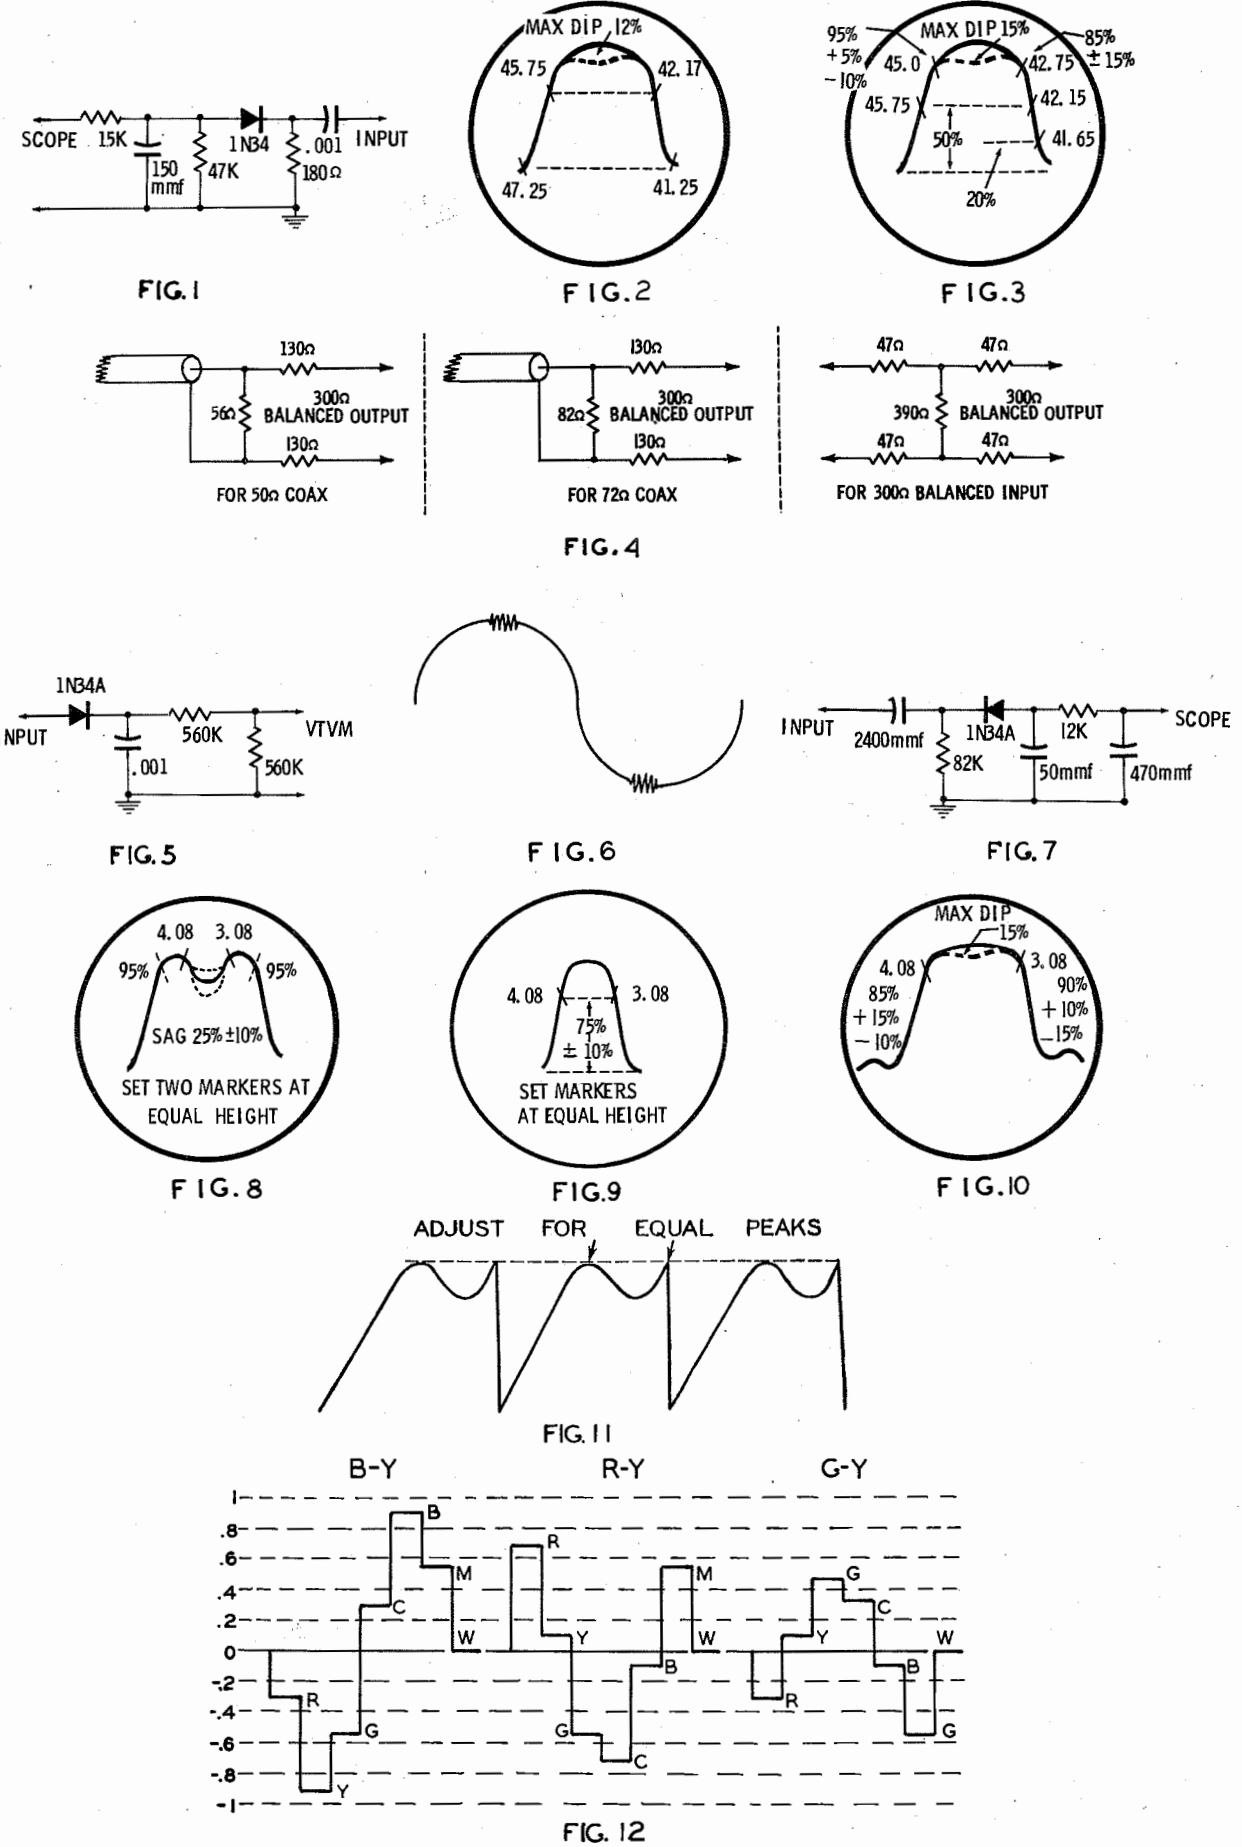 SCOPE
15K
150
mmf
47K
1N34
.001
180Ω
INPUT
FIG.1
MAX DIP 12%
45.75
42.17
47.25
41.25
FIG.2
95%
+5%
-10%
MAX DIP 15%
85%
±15%
45.0
42.75
45.75
42.15
50%
41.65
20%
FIG.3
130Ω
56Ω
300Ω
BALANCED OUTPUT
130Ω
FOR 50Ω COAX
130Ω
82Ω
300Ω
BALANCED OUTPUT
130Ω
FOR 72Ω COAX
47Ω
47Ω
390Ω
300Ω
BALANCED OUTPUT
47Ω
47Ω
FOR 300Ω BALANCED INPUT
FIG.4
1N34A
NPUT
560K
VTVM
.001
560K
FIG.5
FIG.6
INPUT
2400mmf
1N34A
12K
SCOPE
82K
50mmf
470mmf
FIG.7
4.08
3.08
95%
95%
SAG 25% ±10%
SET TWO MARKERS AT
EQUAL HEIGHT
FIG.8
4.08
3.08
75%
± 10%
SET MARKERS
AT EQUAL HEIGHT
FIG.9
MAX DIP
15%
4.08
3.08
85%
+15%
-10%
90%
+10%
-15%
FIG.10
ADJUST FOR EQUAL PEAKS
FIG.11
B-Y
R-Y
G-Y
1
.8
.6
.4
.2
0
-.2
-.4
-.6
-.8
-1
R
Y
G
C
B
M
W
R
Y
G
C
B
M
W
R
Y
G
C
B
G
W
FIG. 12